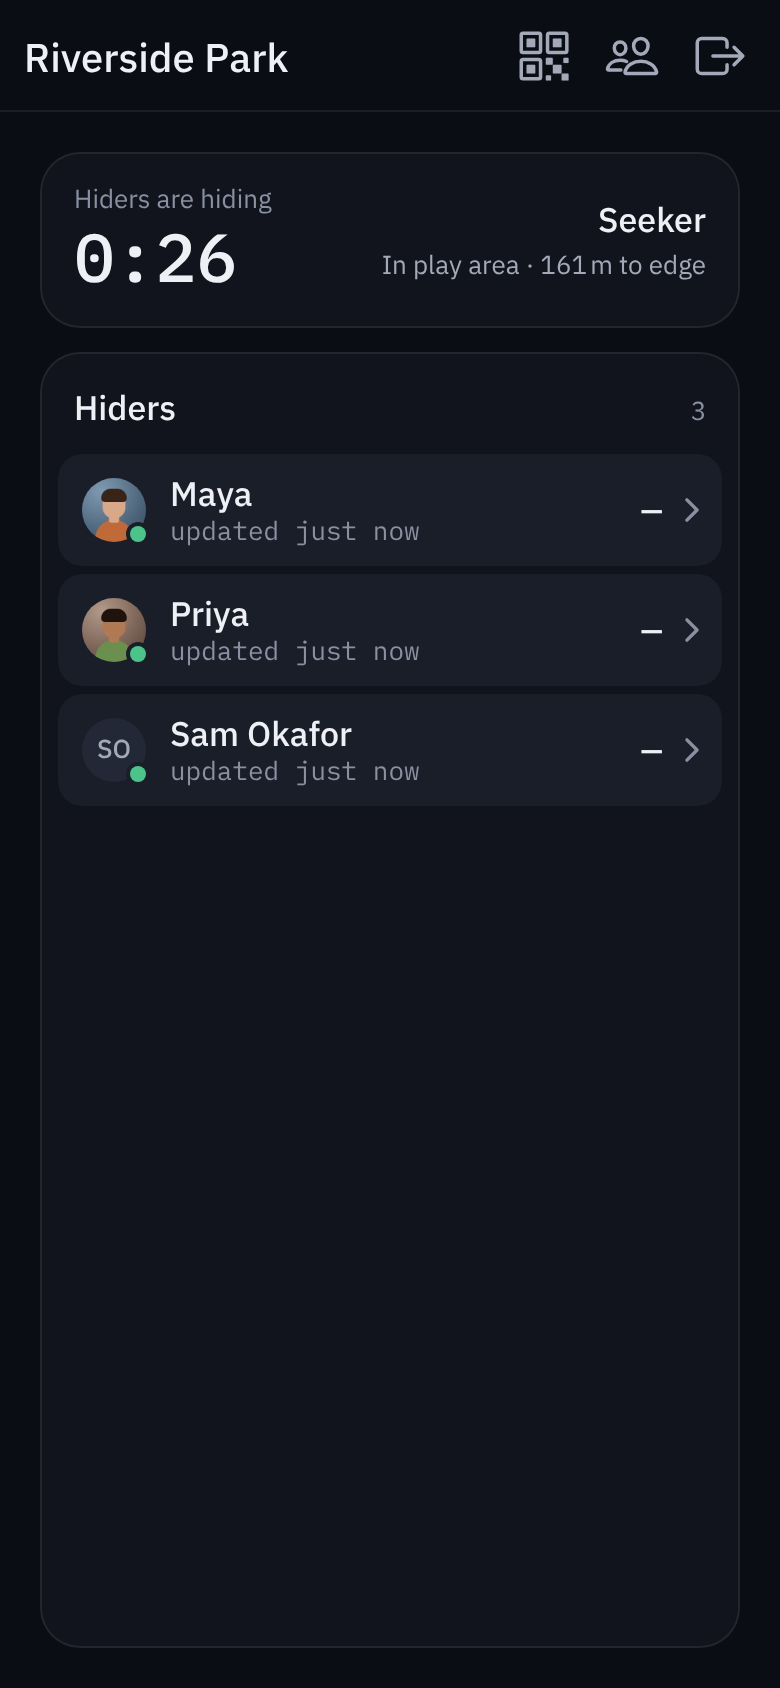 Riverside Park
Hiders are hiding
0:26
Seeker
In play area · 161 m to edge
Hiders
3
Maya
updated just now
–
Priya
updated just now
–
SO
Sam Okafor
updated just now
–